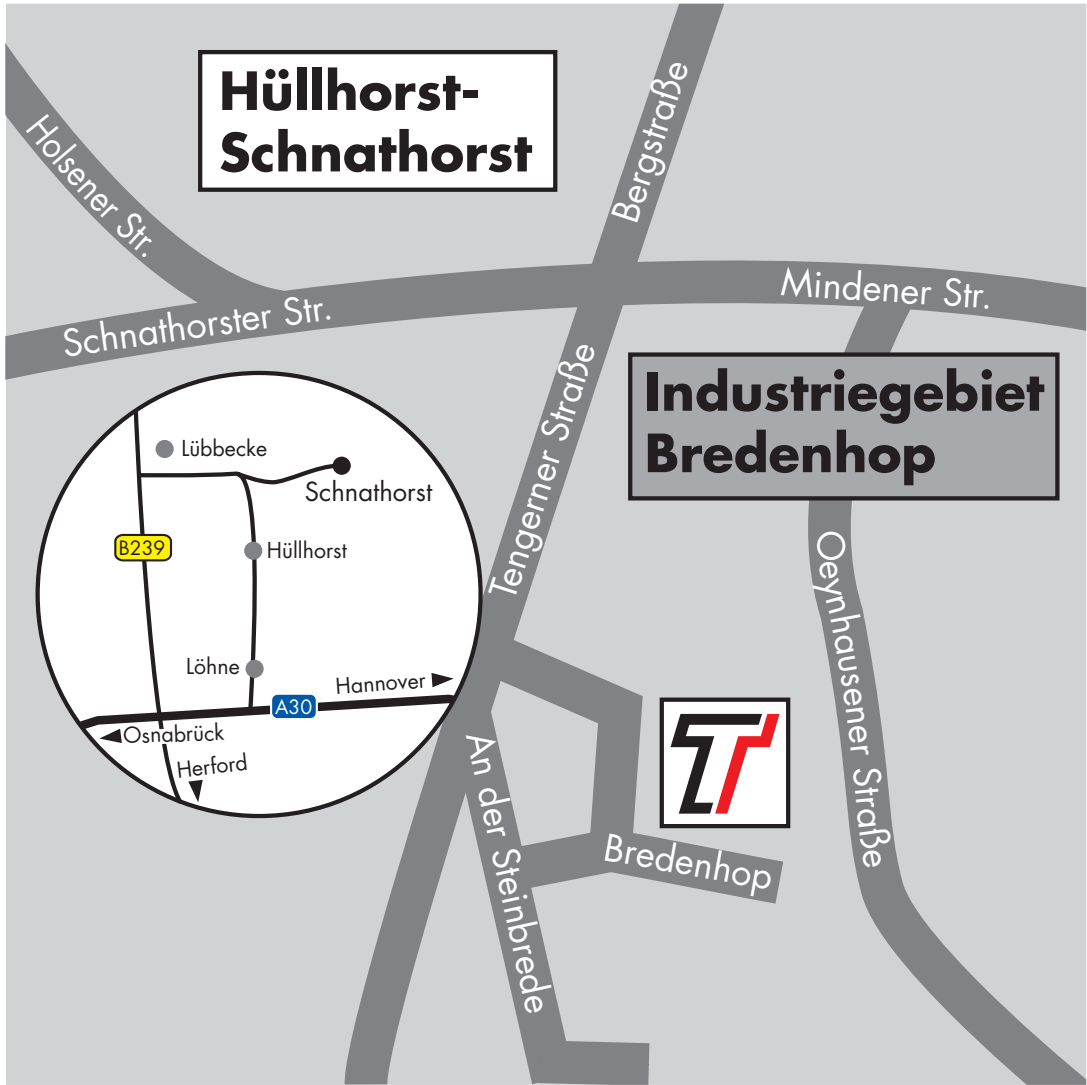 Hüllhorst-
Schnathorst
Bergstraße
Holsener Str.
Mindener Str.
Schnathorster Str.
Tengerner Straße
Industriegebiet
Bredenhop
Lübbecke
Schnathorst
B239
Hüllhorst
Löhne
Hannover
A30
Osnabrück
Herford
Oeynhausener Straße
An der Steinbrede
Bredenhop